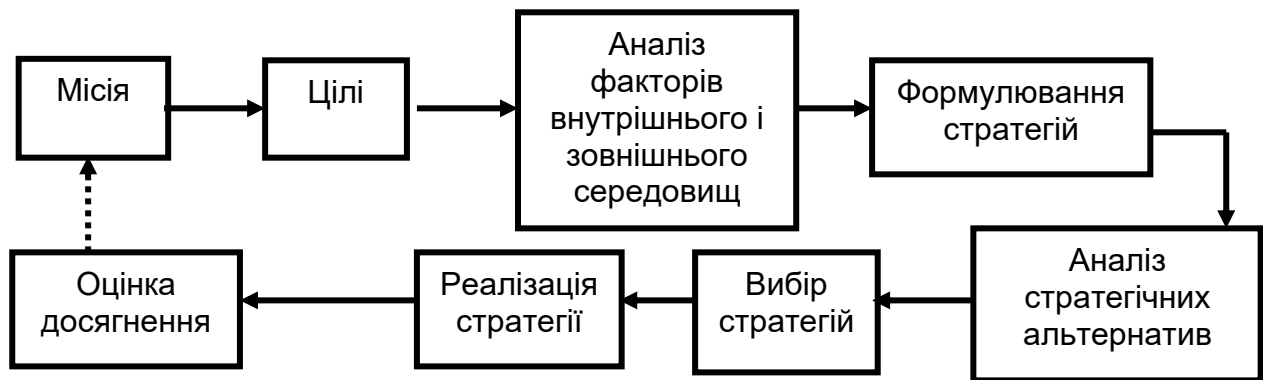 Місія
Цілі
Аналіз
факторів
внутрішнього і
зовнішнього
середовищ
Формулювання
стратегій
Аналіз
стратегічних
альтернатив
Вибір
стратегій
Реалізація
стратегії
Оцінка
досягнення